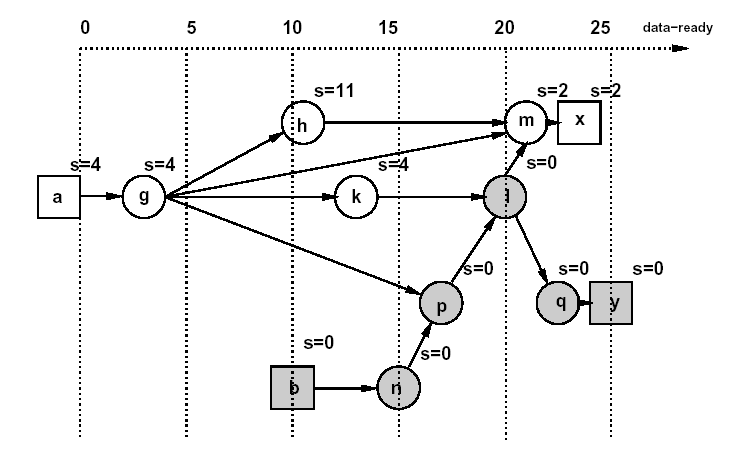 0 5 10 15 20 25 data-ready
s=11 s=2 s=2
h m x
s=4 s=4 s=4 s=0
a g k l
s=0 s=0 s=0
p q y
s=0 s=0
b n